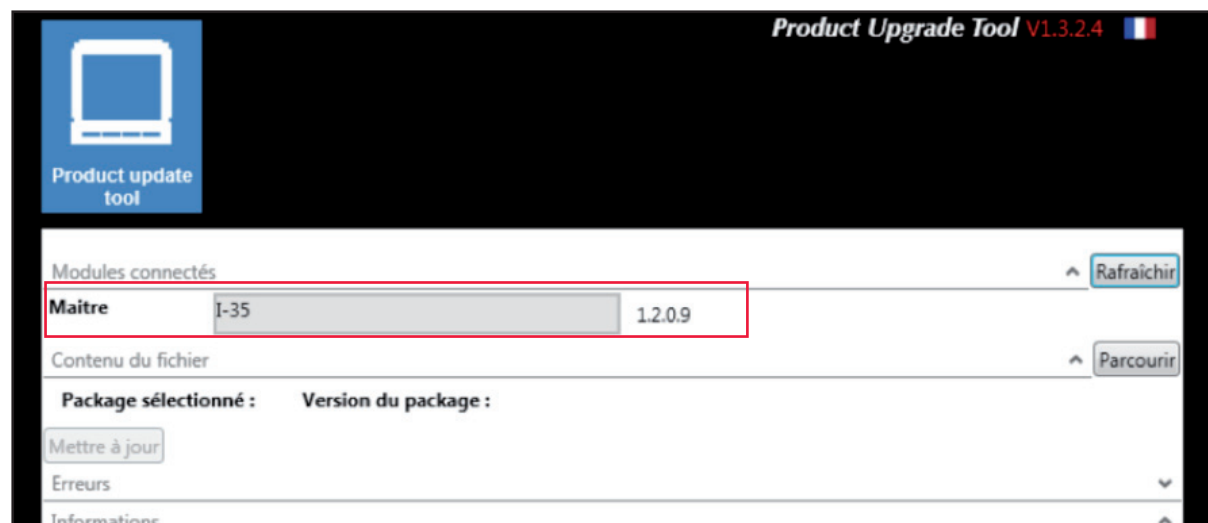 Product Upgrade Tool V1.3.2.4
Product update
tool
Modules connectés
Rafraîchir
Maitre
I-35
1.2.0.9
Contenu du fichier
Parcourir
Package sélectionné :
Version du package :
Mettre à jour
Erreurs
Informations